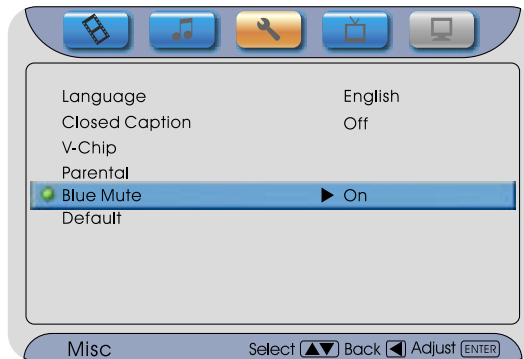 Language English
Closed Caption Off
V-Chip
Parental
Blue Mute ▶ On
Default
Misc Select ▲▼ Back ◀ Adjust ENTER